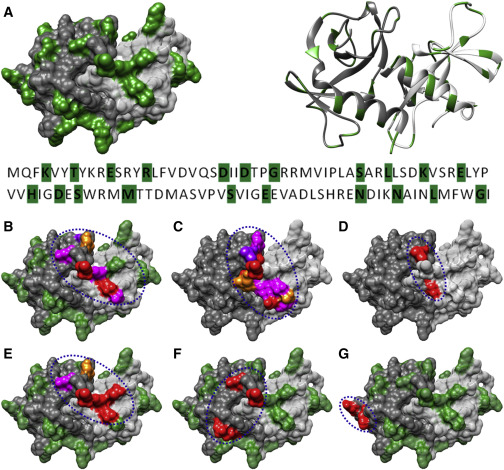 A
MQFKVYTYKRESRYRLFVDVQSDIIDTPGRRMVIPLASARLLSDKVSRELYP
VVHIGDESWRMMTTDMASVPVSVIGEEVADLSHRENDIKNAINLMFWGI
B C D
E F G